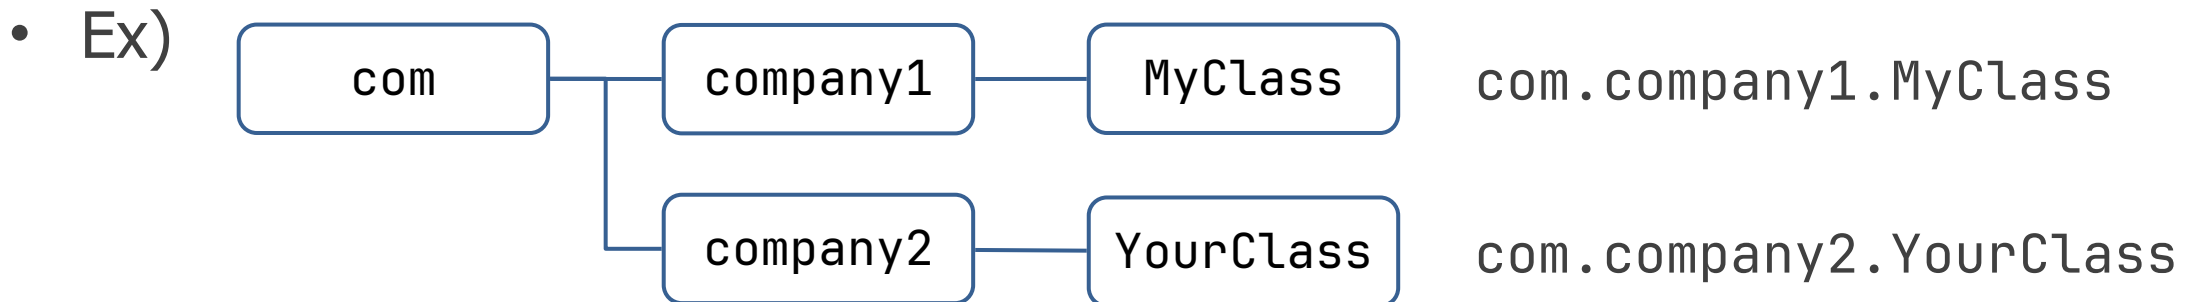 • Ex)
com company1 MyClass com.company1.MyClass
company2 YourClass com.company2.YourClass